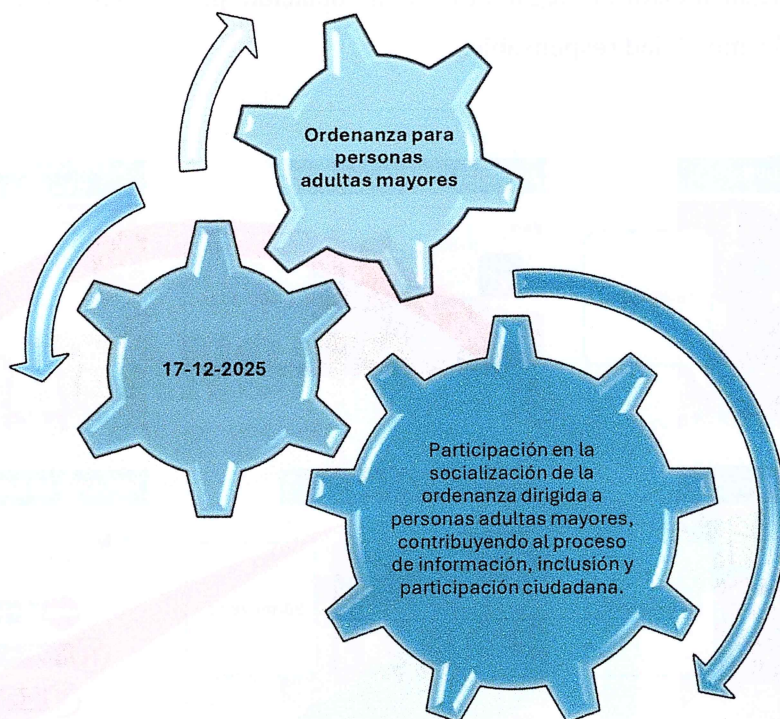 Ordenanza para
personas
adultas mayores
17-12-2025
Participación en la
socialización de la
ordenanza dirigida a
personas adultas mayores,
contribuyendo al proceso
de información, inclusión y
participación ciudadana.